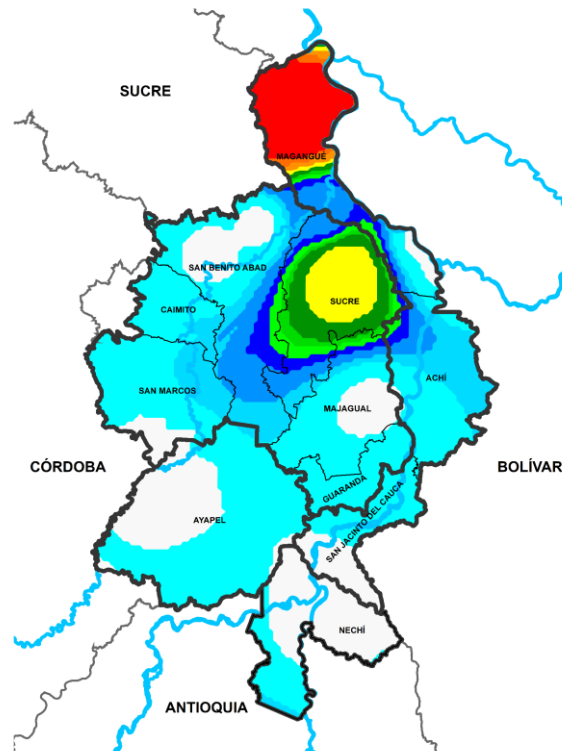 SUCRE
MAGANGUÉ
SAN BENITO ABAD
CAIMITO
SUCRE
SAN MARCOS
ACHÍ
MAJAGUAL
CÓRDOBA
BOLÍVAR
GUARANDA
AYAPEL
SAN JACINTO DEL CAUCA
NECHÍ
ANTIOQUIA